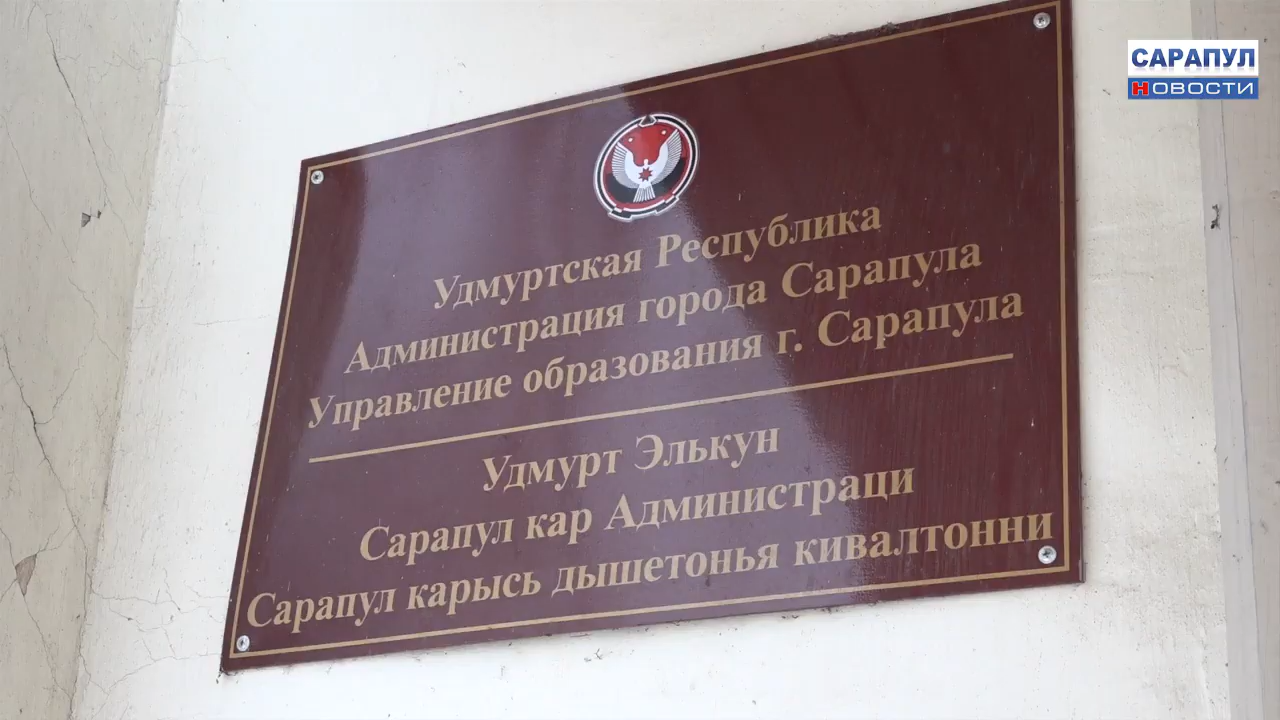 САРАПУЛ
НОВОСТИ
Удмуртская Республика
Администрация города Сарапула
Управление образования г. Сарапула
Удмурт Элькун
Сарапул кар Администраци
Сарапул карысь дышетонья кивалтонни